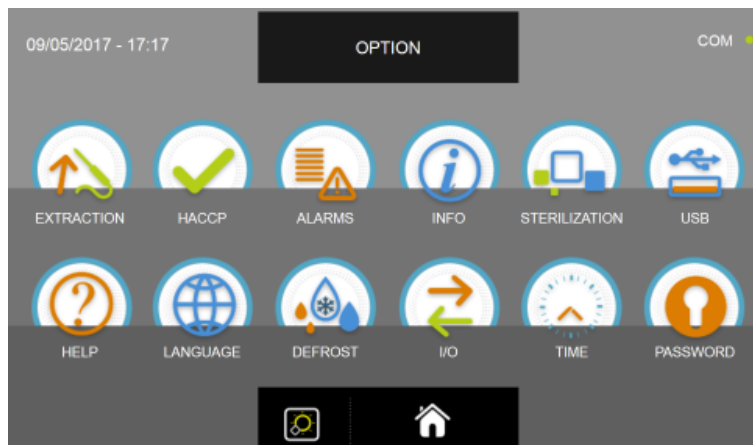 09/05/2017 - 17:17
OPTION
COM
EXTRACTION
HACCP
ALARMS
INFO
STERILIZATION
USB
HELP
LANGUAGE
DEFROST
I/O
TIME
PASSWORD